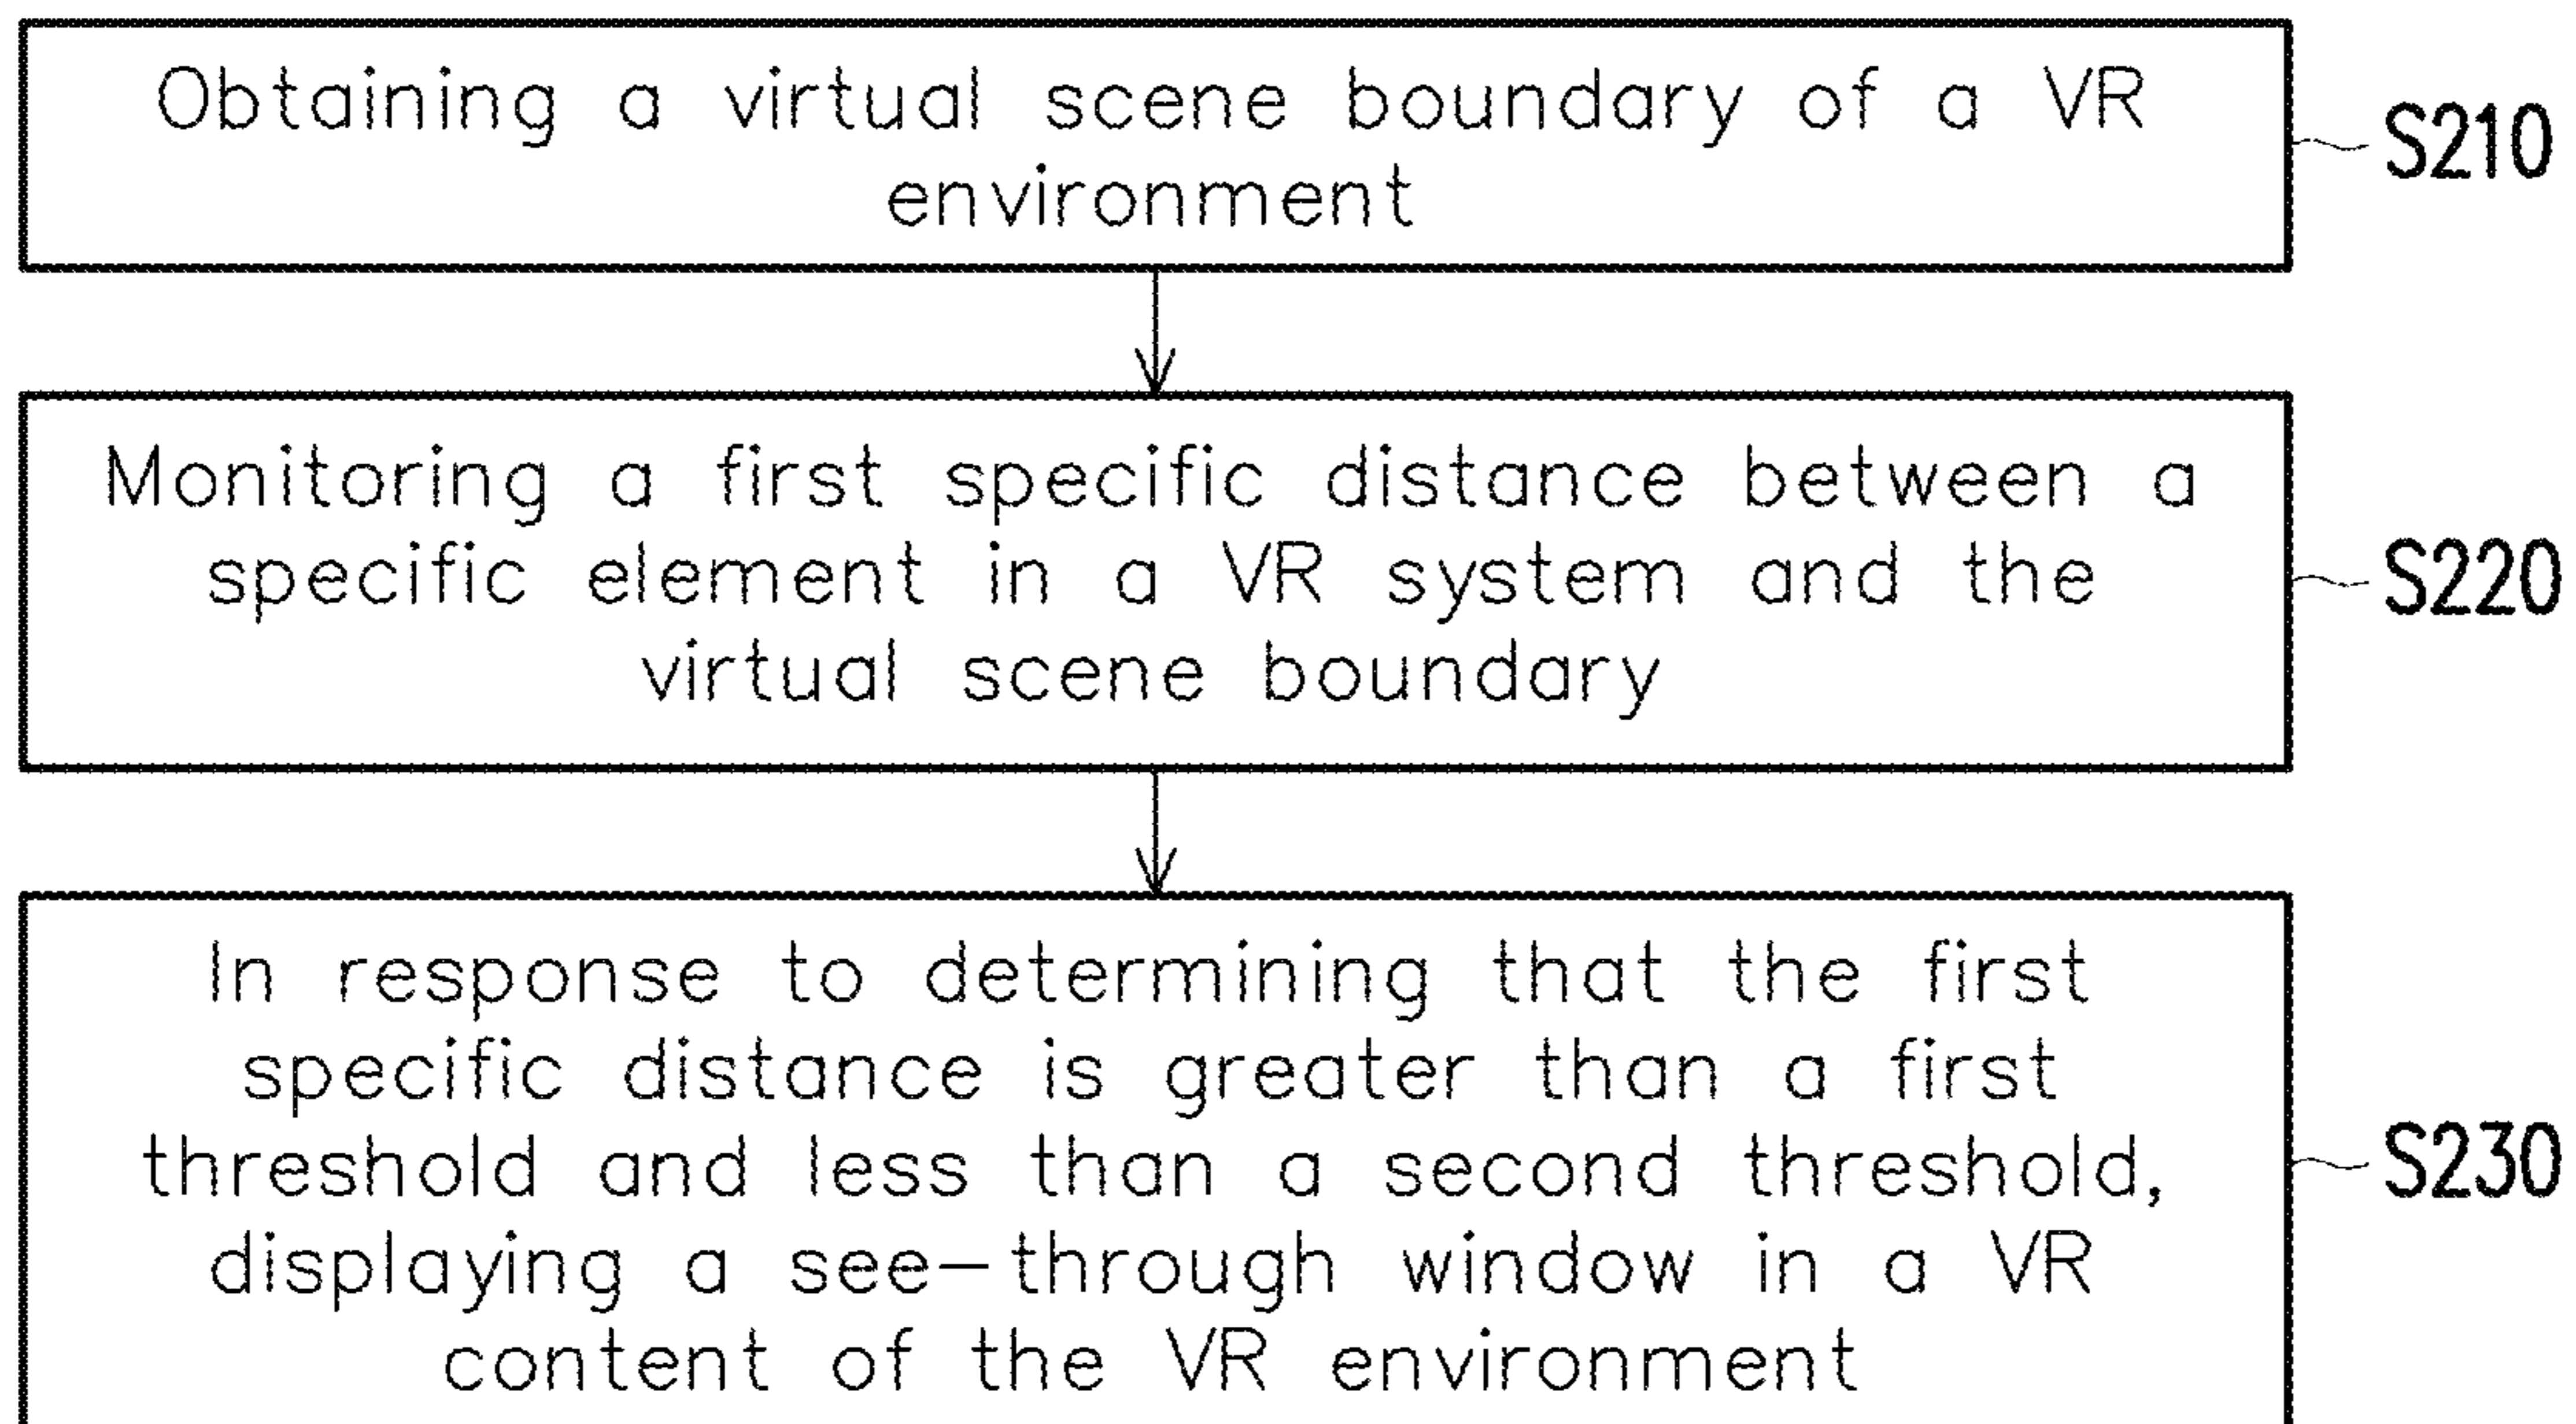 Obtaining a virtual scene boundary of a VR
environment
S210
Monitoring a first specific distance between a
specific element in a VR system and the
virtual scene boundary
S220
In response to determining that the first
specific distance is greater than a first
threshold and less than a second threshold,
displaying a see-through window in a VR
content of the VR environment
S230